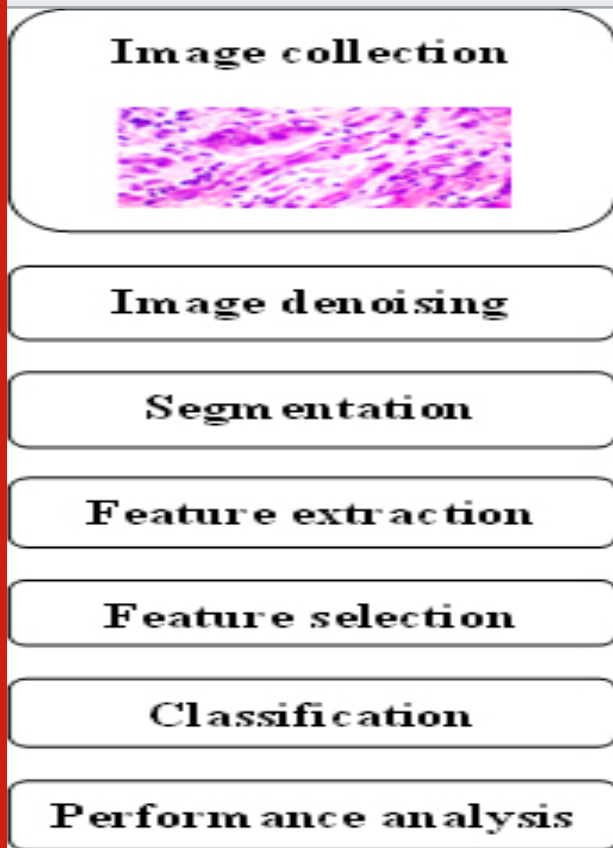 Image collection
Image denoising
Segmentation
Feature extraction
Feature selection
Classification
Performance analysis